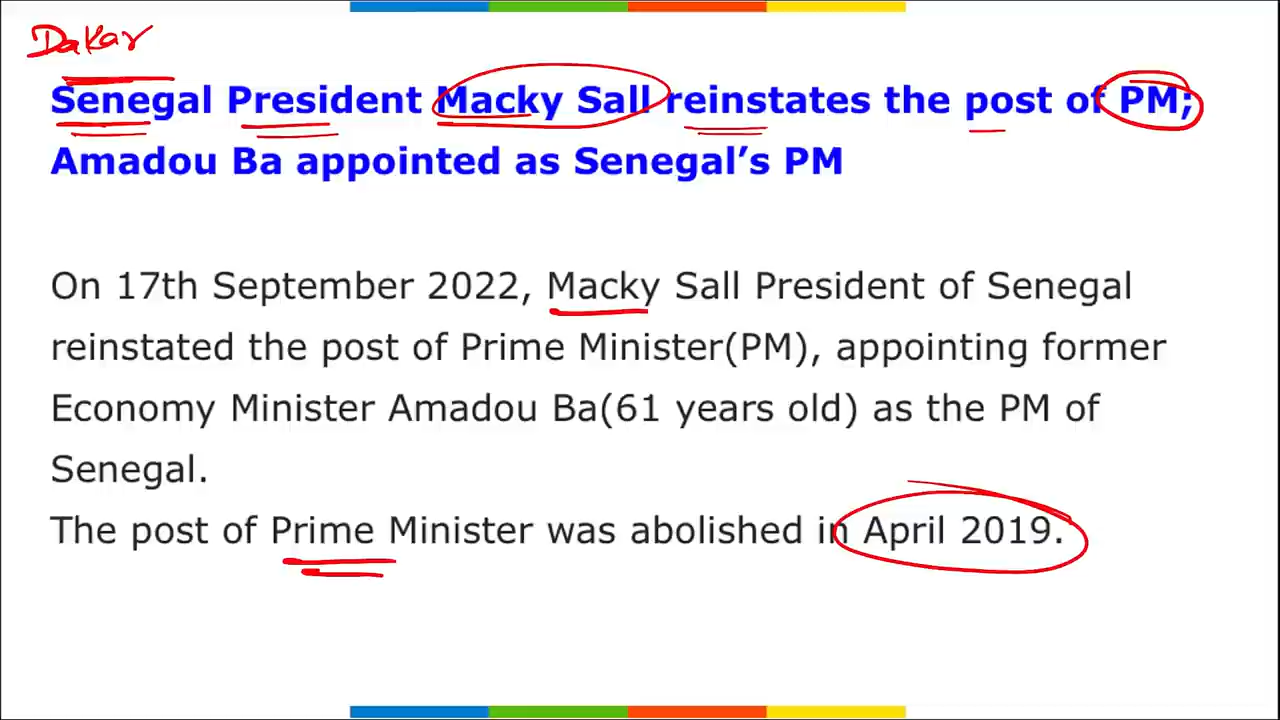 Dakar
Senegal President Macky Sall reinstates the post of PM;
Amadou Ba appointed as Senegal’s PM
On 17th September 2022, Macky Sall President of Senegal
reinstated the post of Prime Minister(PM), appointing former
Economy Minister Amadou Ba(61 years old) as the PM of
Senegal.
The post of Prime Minister was abolished in April 2019.